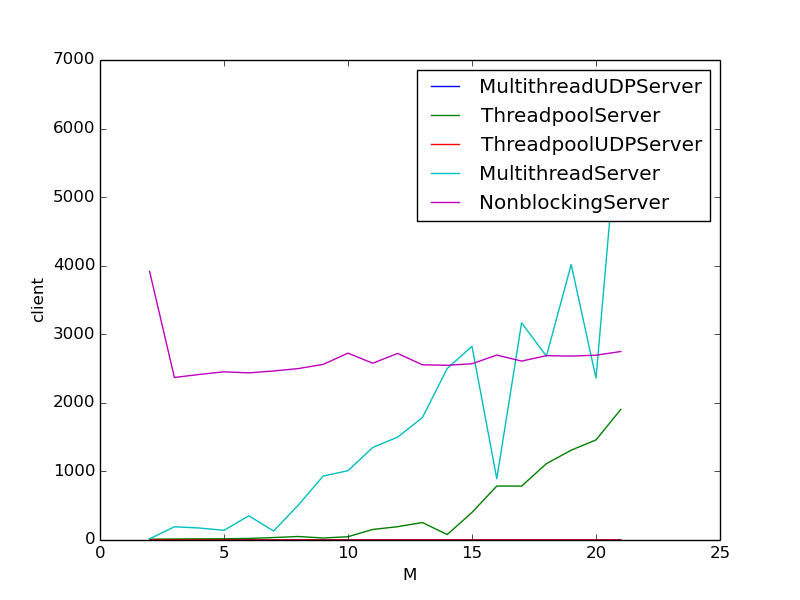 7000
6000
5000
4000
3000
2000
1000
0
client
MultithreadUDPServer
ThreadpoolServer
ThreadpoolUDPServer
MultithreadServer
NonblockingServer
0 5 10 15 20 25
M